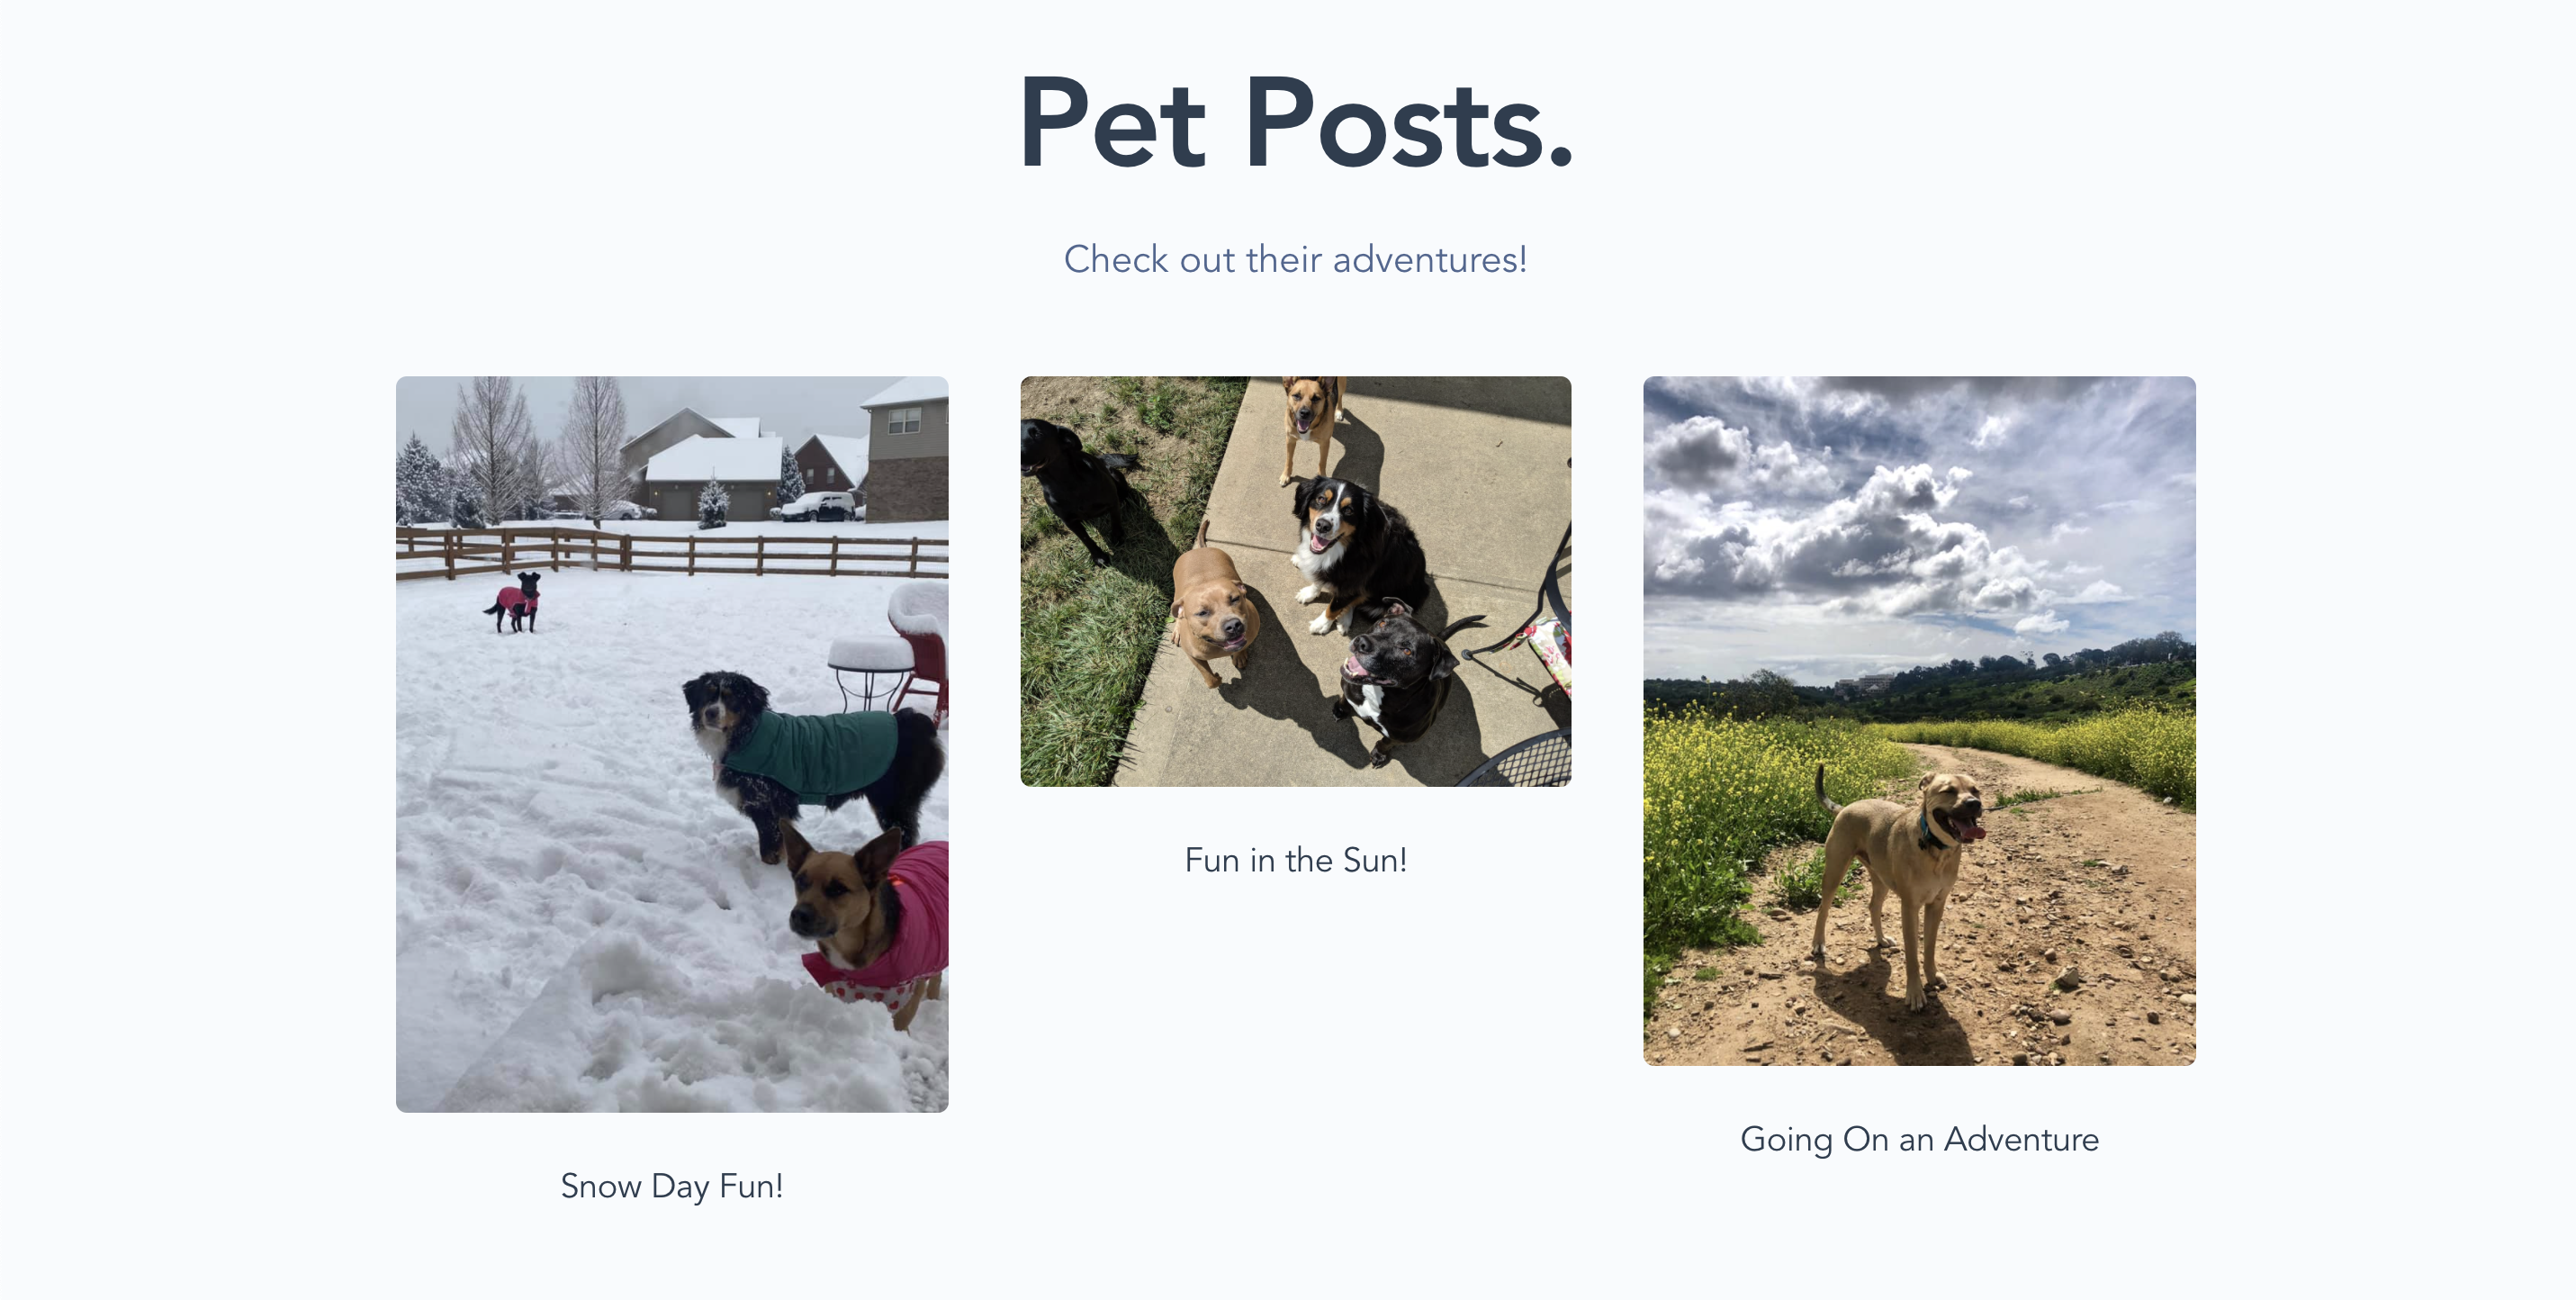 Pet Posts.
Check out their adventures!
Snow Day Fun!
Fun in the Sun!
Going On an Adventure